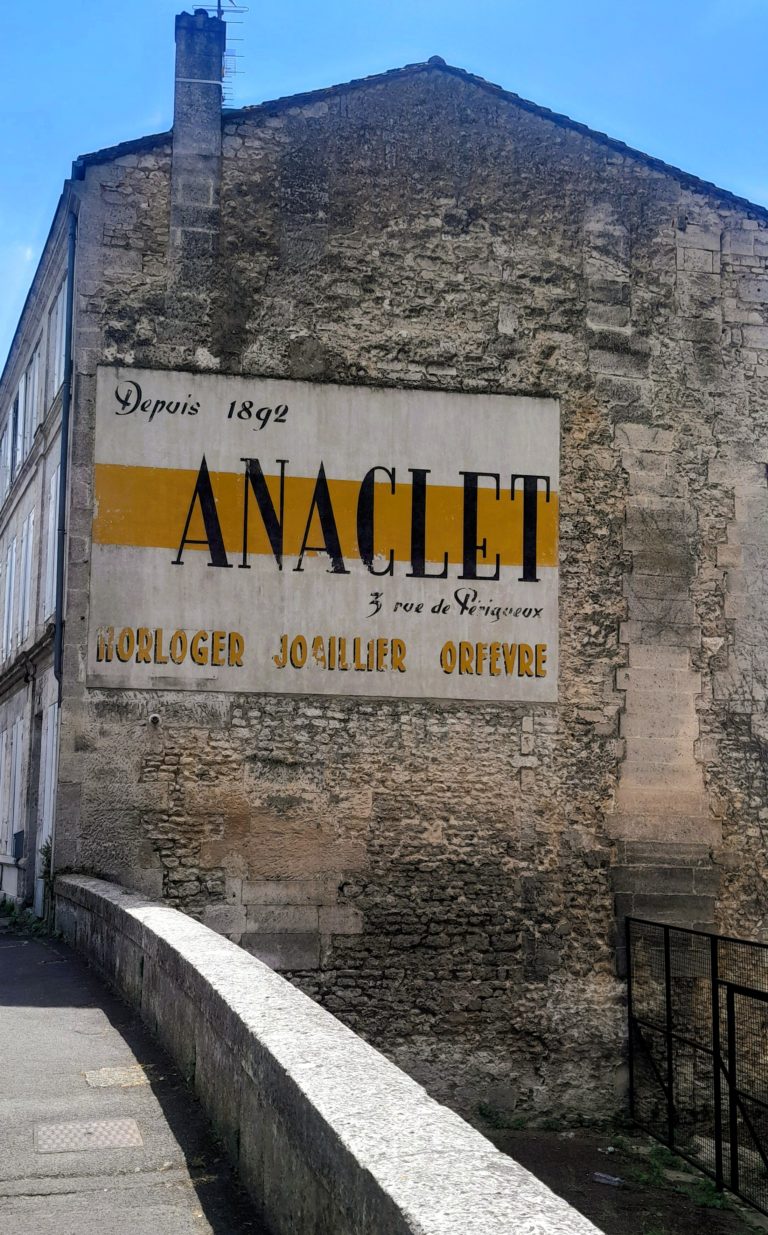 Depuis 1892
ANACLET
3 rue de Périgueux
HORLOGER JOAILLIER ORFEVRE